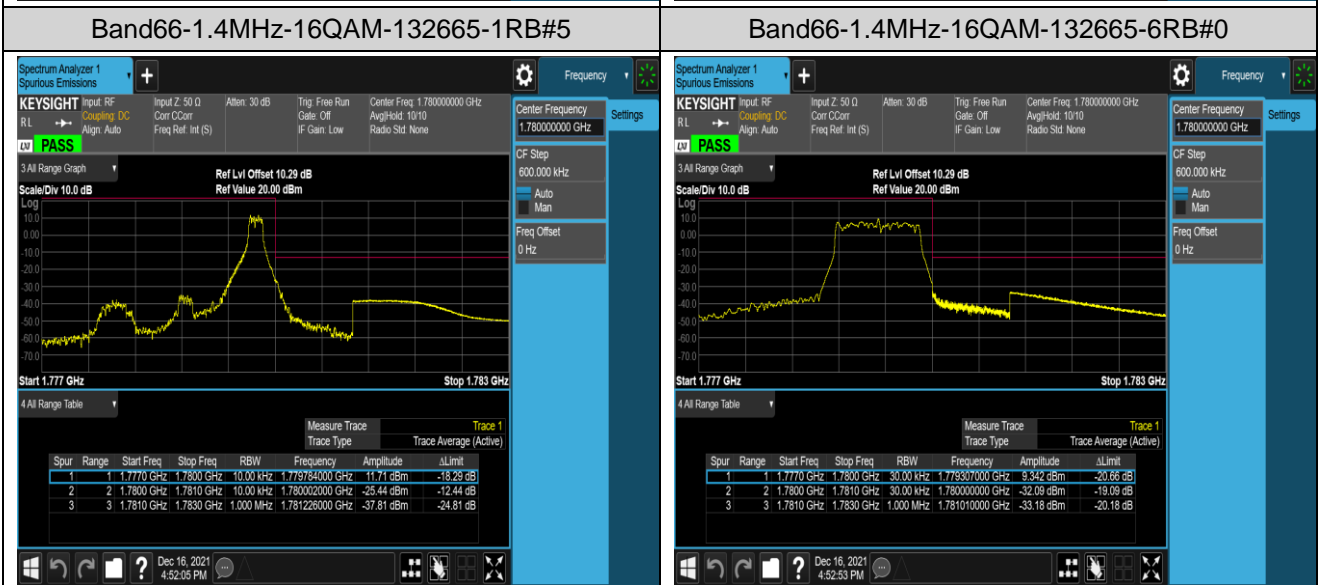 Band66-1.4MHz-16QAM-132665-1RB#5
Spectrum Analyzer 1
Spurious Emissions
Frequency
KEYSIGHT
RL
Input: RF
Coupling: DC
Align: Auto
Input Z: 50 Ω
Corr CCorr
Freq Ref: Int (S)
Atten: 30 dB
Trig: Free Run
Gate: Off
IF Gain: Low
Center Freq: 1.780000000 GHz
Avg|Hold: 10/10
Radio Std: None
LXI PASS
Center Frequency
1.780000000 GHz
Settings
CF Step
600.000 kHz
Auto
Man
Freq Offset
0 Hz
3 All Range Graph
Ref Lvl Offset 10.29 dB
Scale/Div 10.0 dB
Ref Value 20.00 dBm
Log
10.0
0.00
-10.0
-20.0
-30.0
-40.0
-50.0
-60.0
-70.0
Start 1.777 GHz
Stop 1.783 GHz
4 All Range Table
Measure Trace Trace 1
Trace Type Trace Average (Active)
Spur Range Start Freq Stop Freq RBW Frequency Amplitude ΔLimit
1 1 1.7770 GHz 1.7800 GHz 10.00 kHz 1.779784000 GHz 11.71 dBm -18.29 dB
2 2 1.7800 GHz 1.7810 GHz 10.00 kHz 1.780002000 GHz -25.44 dBm -12.44 dB
3 3 1.7810 GHz 1.7830 GHz 1.000 MHz 1.781226000 GHz -37.81 dBm -24.81 dB
Dec 16, 2021
4:52:05 PM
Band66-1.4MHz-16QAM-132665-6RB#0
Spectrum Analyzer 1
Spurious Emissions
Frequency
KEYSIGHT
RL
Input: RF
Coupling: DC
Align: Auto
Input Z: 50 Ω
Corr CCorr
Freq Ref: Int (S)
Atten: 30 dB
Trig: Free Run
Gate: Off
IF Gain: Low
Center Freq: 1.780000000 GHz
Avg|Hold: 10/10
Radio Std: None
LXI PASS
Center Frequency
1.780000000 GHz
Settings
CF Step
600.000 kHz
Auto
Man
Freq Offset
0 Hz
3 All Range Graph
Ref Lvl Offset 10.29 dB
Scale/Div 10.0 dB
Ref Value 20.00 dBm
Log
10.0
0.00
-10.0
-20.0
-30.0
-40.0
-50.0
-60.0
-70.0
Start 1.777 GHz
Stop 1.783 GHz
4 All Range Table
Measure Trace Trace 1
Trace Type Trace Average (Active)
Spur Range Start Freq Stop Freq RBW Frequency Amplitude ΔLimit
1 1 1.7770 GHz 1.7800 GHz 30.00 kHz 1.779307000 GHz 9.342 dBm -20.66 dB
2 2 1.7800 GHz 1.7810 GHz 30.00 kHz 1.780000000 GHz -32.09 dBm -19.09 dB
3 3 1.7810 GHz 1.7830 GHz 1.000 MHz 1.781010000 GHz -33.18 dBm -20.18 dB
Dec 16, 2021
4:52:53 PM